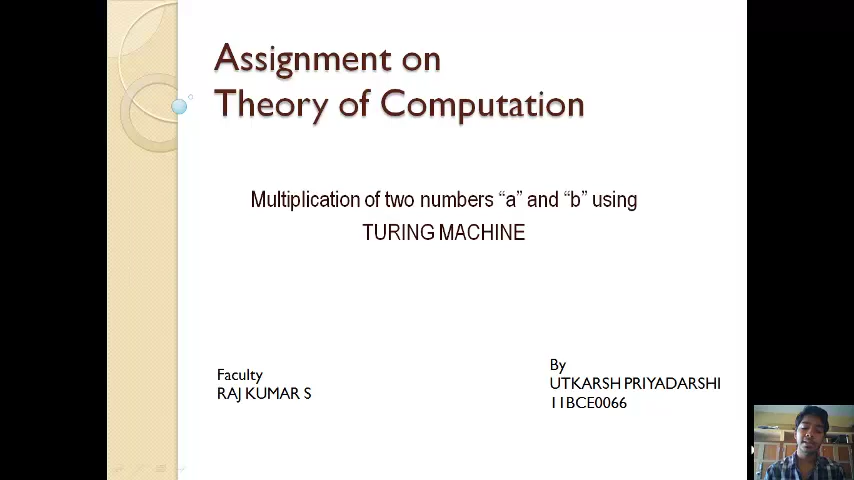 Assignment on
Theory of Computation
Multiplication of two numbers “a” and “b” using
TURING MACHINE
Faculty
RAJ KUMAR S
By
UTKARSH PRIYADARSHI
11BCE0066